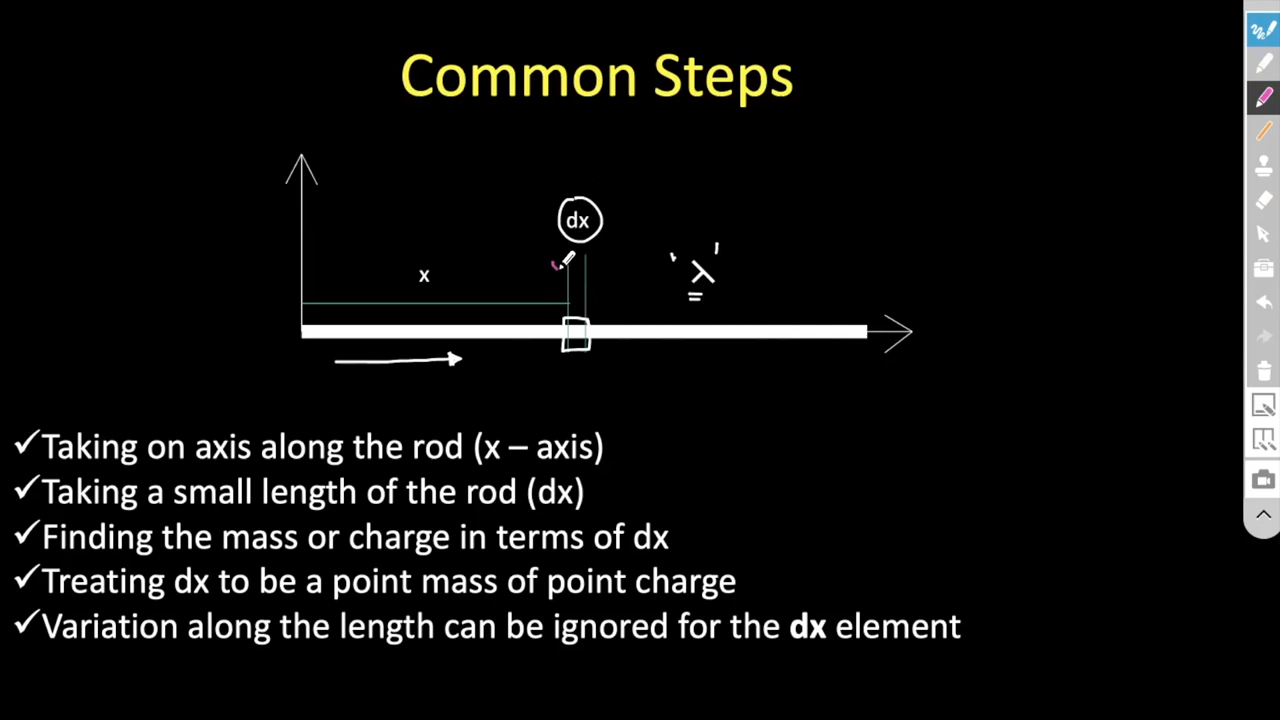 Common Steps
dx
x
'λ'
✓Taking on axis along the rod (x – axis)
✓Taking a small length of the rod (dx)
✓Finding the mass or charge in terms of dx
✓Treating dx to be a point mass of point charge
✓Variation along the length can be ignored for the dx element